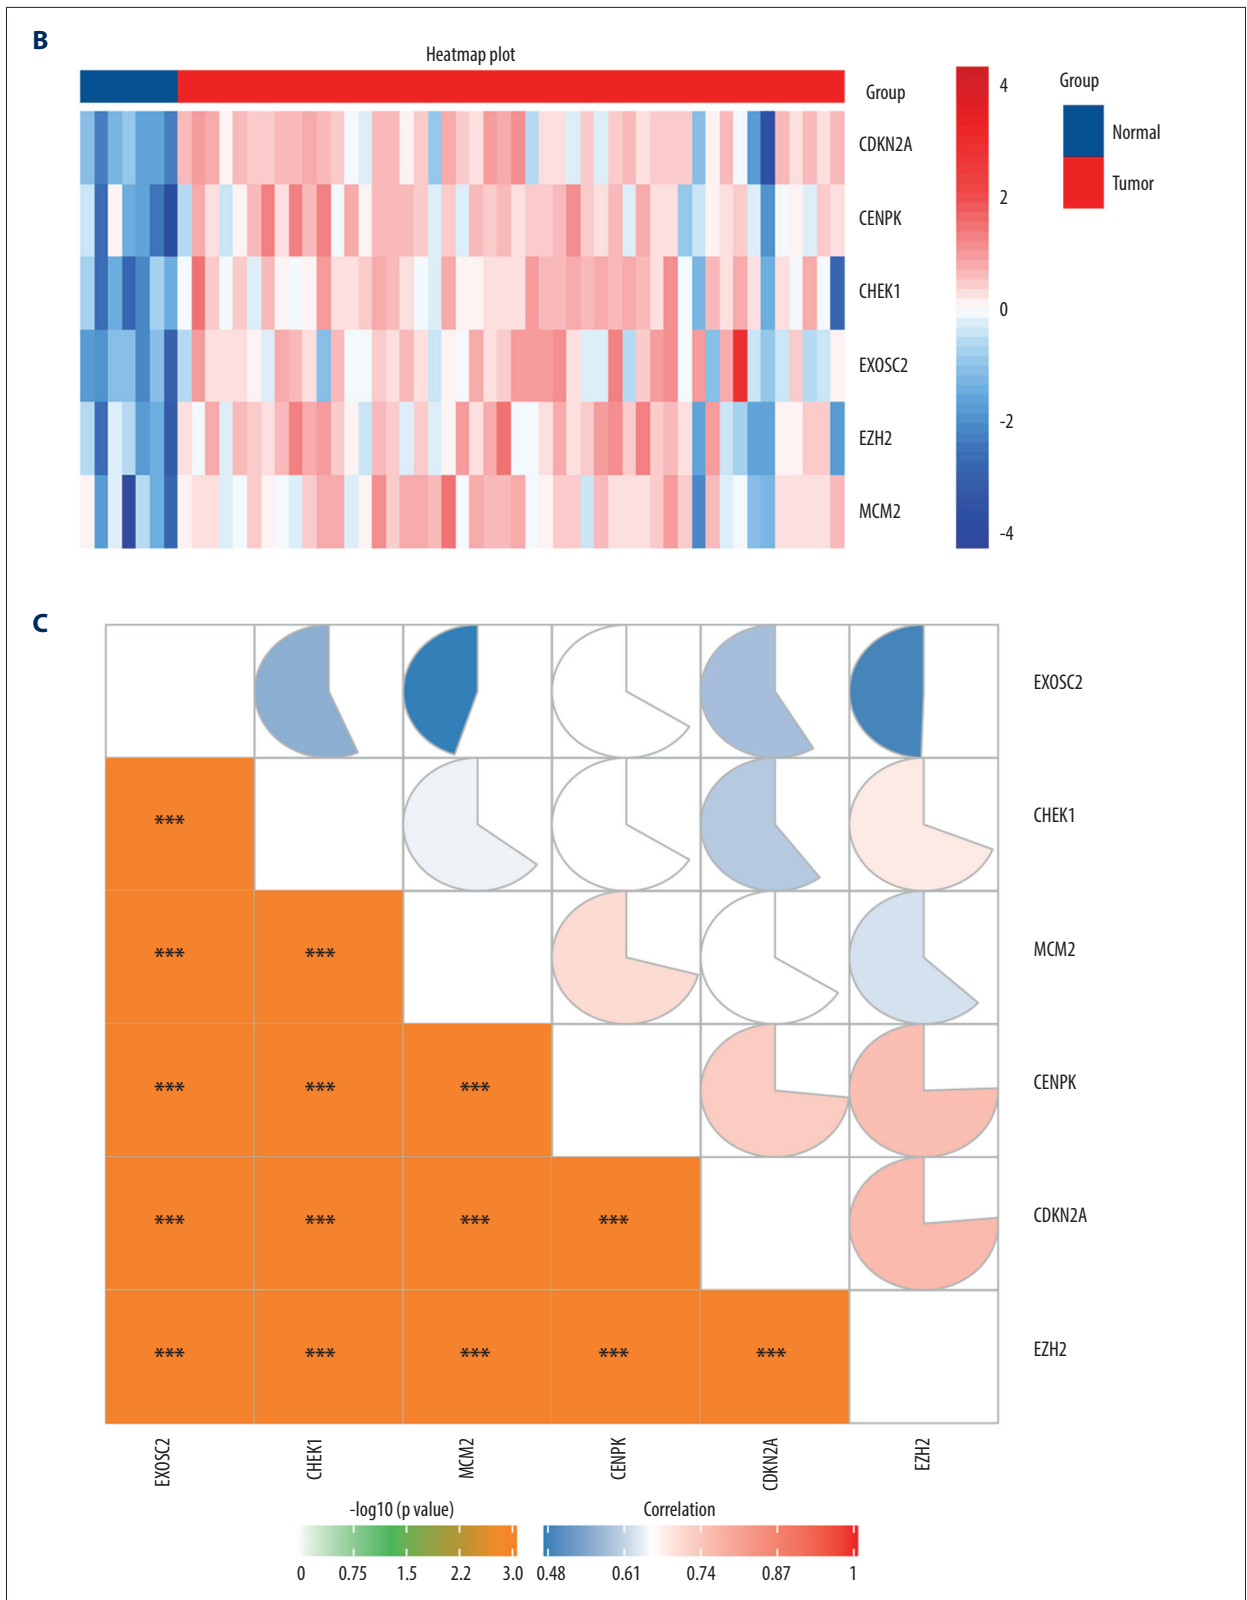 B
Heatmap plot
Group
CDKN2A
CENPK
CHEK1
EXOSC2
EZH2
MCM2
4
2
0
-2
-4
Group
Normal
Tumor
C
EXOSC2
***
CHEK1
*** ***
MCM2
*** *** ***
CENPK
*** *** *** ***
CDKN2A
*** *** *** *** ***
EZH2
EXOSC2 CHEK1 MCM2 CENPK CDKN2A EZH2
-log10 (p value)
0 0.75 1.5 2.2 3.0
Correlation
0.48 0.61 0.74 0.87 1